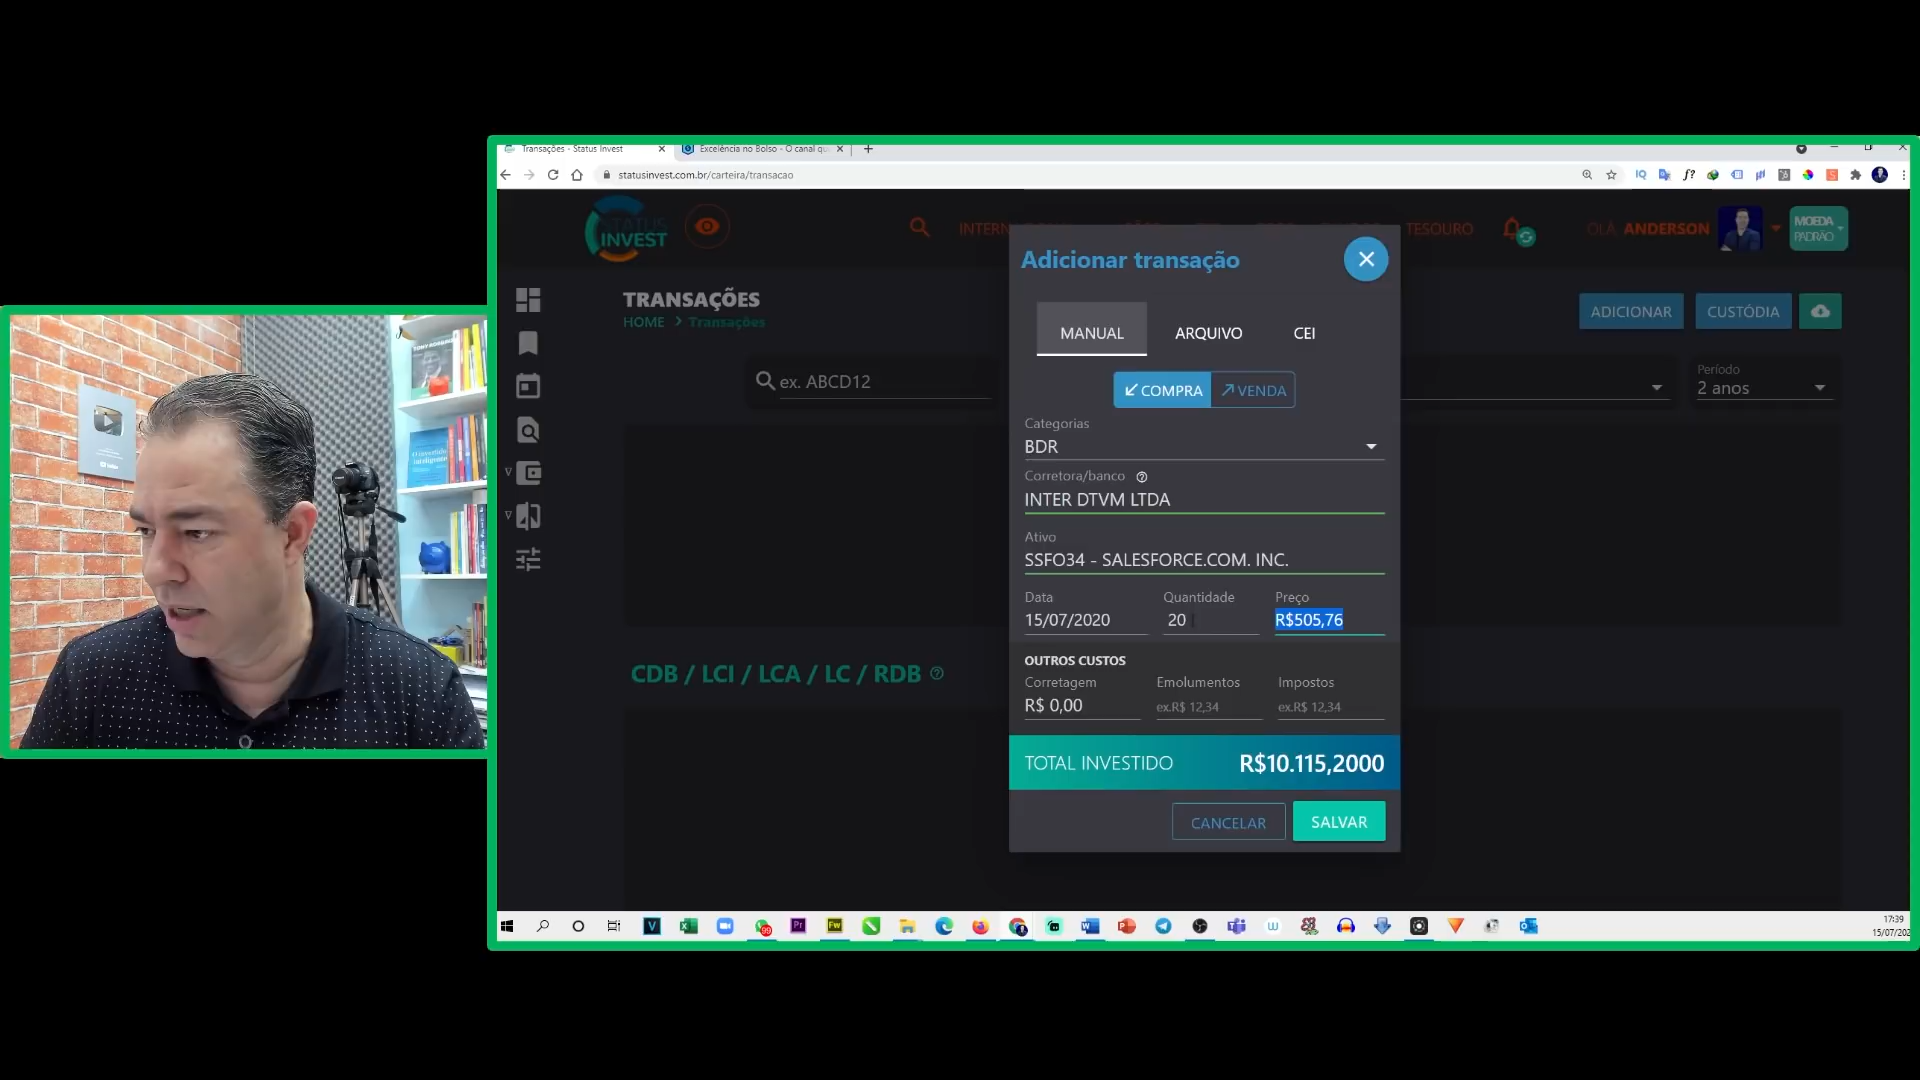 Transações - Status Invest
Excelência no Bolso - O canal qu
statusinvest.com.br/carteira/transacao
STATUS
INVEST
INTERN
TESOURO
OLÁ, ANDERSON
MOEDA
PADRÃO
Adicionar transação
TRANSAÇÕES
HOME > Transações
ADICIONAR
CUSTÓDIA
MANUAL
ARQUIVO
CEI
ex. ABCD12
Período
2 anos
COMPRA
VENDA
Categorias
BDR
Corretora/banco
INTER DTVM LTDA
Ativo
SSFO34 - SALESFORCE.COM. INC.
Data
Quantidade
Preço
15/07/2020
20
R$505,76
OUTROS CUSTOS
Corretagem
Emolumentos
Impostos
R$ 0,00
ex.R$ 12,34
ex.R$ 12,34
CDB / LCI / LCA / LC / RDB
TOTAL INVESTIDO
R$10.115,2000
CANCELAR
SALVAR
17:39
15/07/202